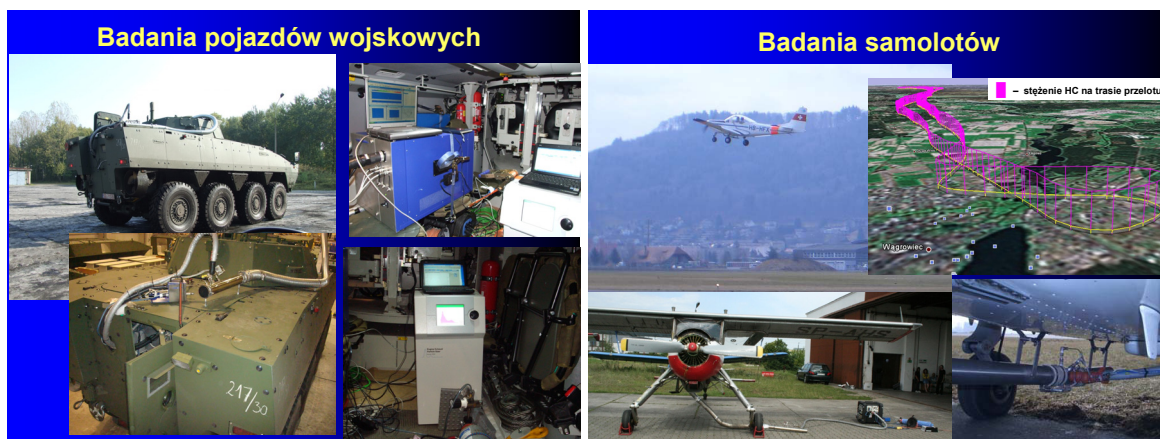 Badania pojazdów wojskowych
217/30
Badania samolotów
– stężenie HC na trasie przelotu
Wągrowiec